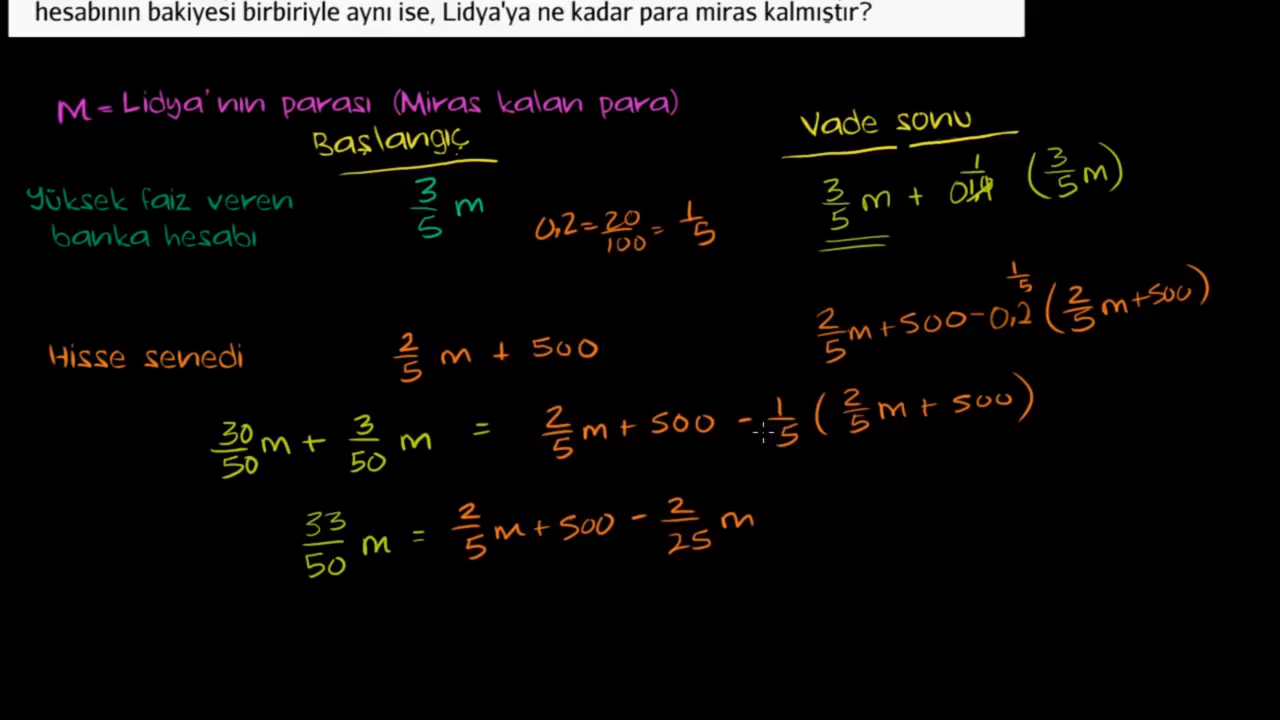 hesabının bakiyesi birbiriyle aynı ise, Lidya'ya ne kadar para miras kalmıştır?
M = Lidya'nın parası (Miras kalan para)
Başlangıç
Vade sonu
Yüksek faiz veren
banka hesabı
3/5 m
0,2 = 20/100 = 1/5
3/5 m + 0,1 (3/5 m)
Hisse senedi
2/5 m + 500
2/5 m + 500 - 0,2 1/5 (2/5 m + 500)
30/50 m + 3/50 m = 2/5 m + 500 - 1/5 (2/5 m + 500)
33/50 m = 2/5 m + 500 - 2/25 m